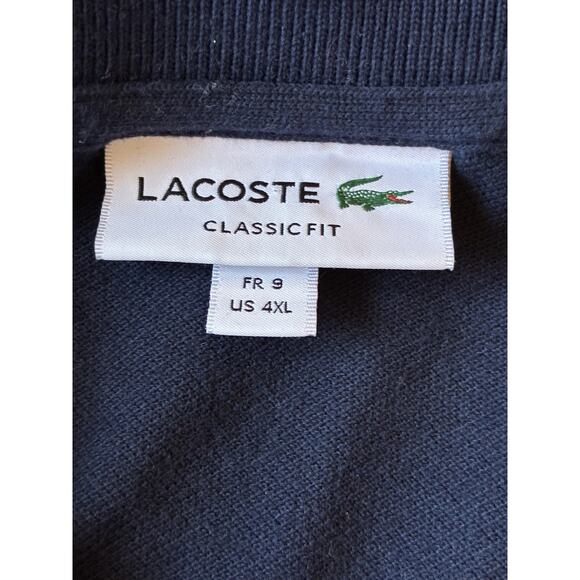 LACOSTE
CLASSIC FIT
FR 9
US 4XL